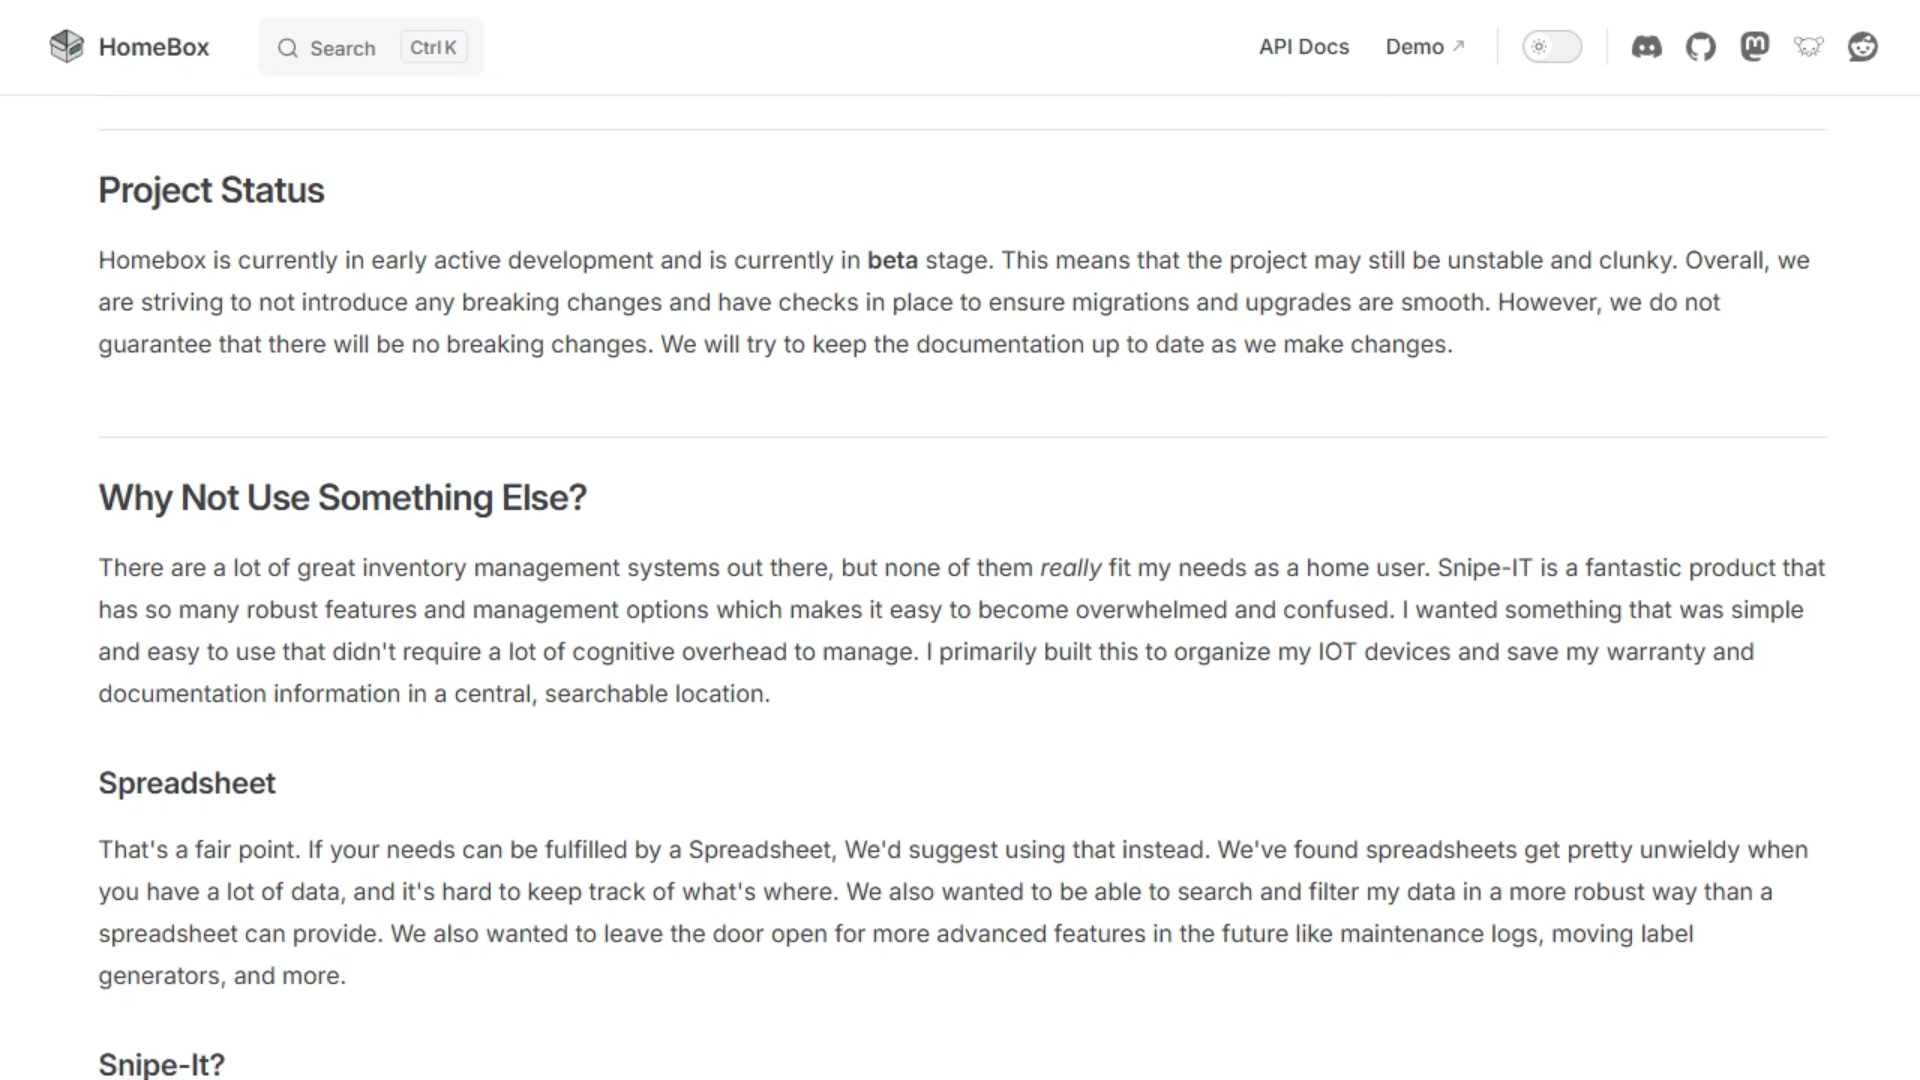 HomeBox
Search
Ctrl K
API Docs
Demo
Project Status
Homebox is currently in early active development and is currently in beta stage. This means that the project may still be unstable and clunky. Overall, we
are striving to not introduce any breaking changes and have checks in place to ensure migrations and upgrades are smooth. However, we do not
guarantee that there will be no breaking changes. We will try to keep the documentation up to date as we make changes.
Why Not Use Something Else?
There are a lot of great inventory management systems out there, but none of them really fit my needs as a home user. Snipe-IT is a fantastic product that
has so many robust features and management options which makes it easy to become overwhelmed and confused. I wanted something that was simple
and easy to use that didn't require a lot of cognitive overhead to manage. I primarily built this to organize my IOT devices and save my warranty and
documentation information in a central, searchable location.
Spreadsheet
That's a fair point. If your needs can be fulfilled by a Spreadsheet, We'd suggest using that instead. We've found spreadsheets get pretty unwieldy when
you have a lot of data, and it's hard to keep track of what's where. We also wanted to be able to search and filter my data in a more robust way than a
spreadsheet can provide. We also wanted to leave the door open for more advanced features in the future like maintenance logs, moving label
generators, and more.
Snipe-It?